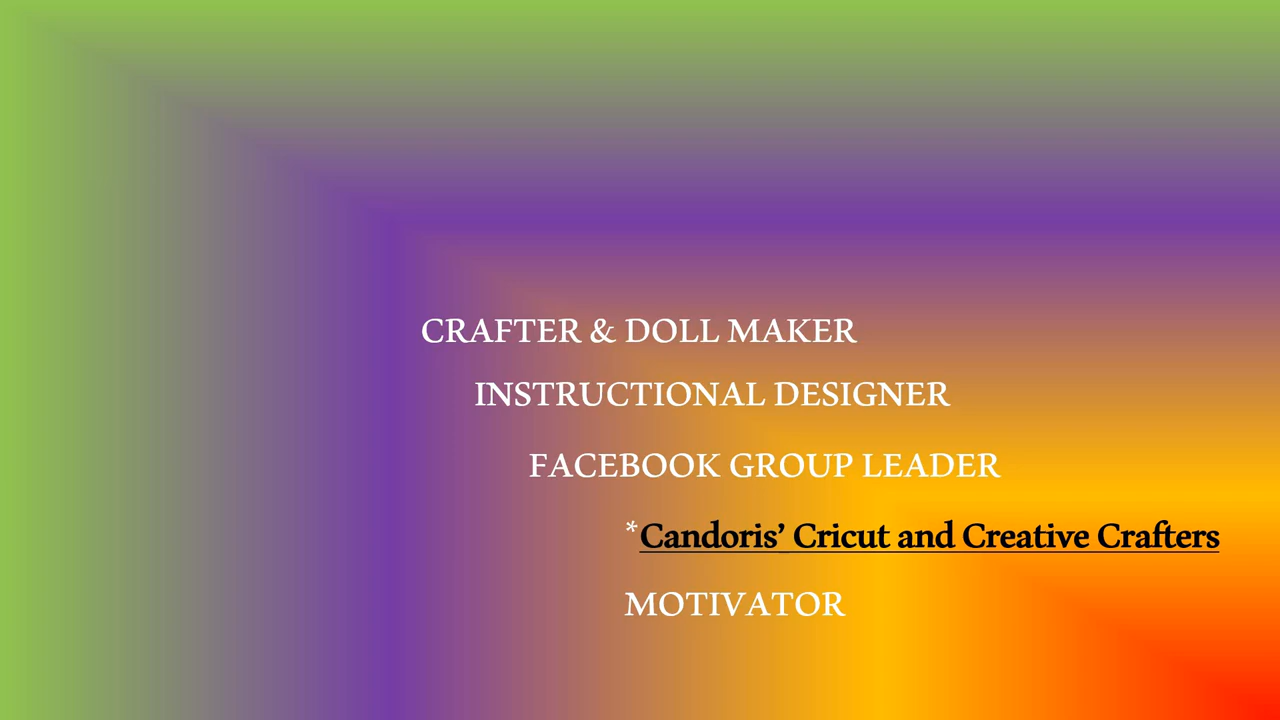 CRAFTER & DOLL MAKER
INSTRUCTIONAL DESIGNER
FACEBOOK GROUP LEADER
*Candoris’ Cricut and Creative Crafters
MOTIVATOR